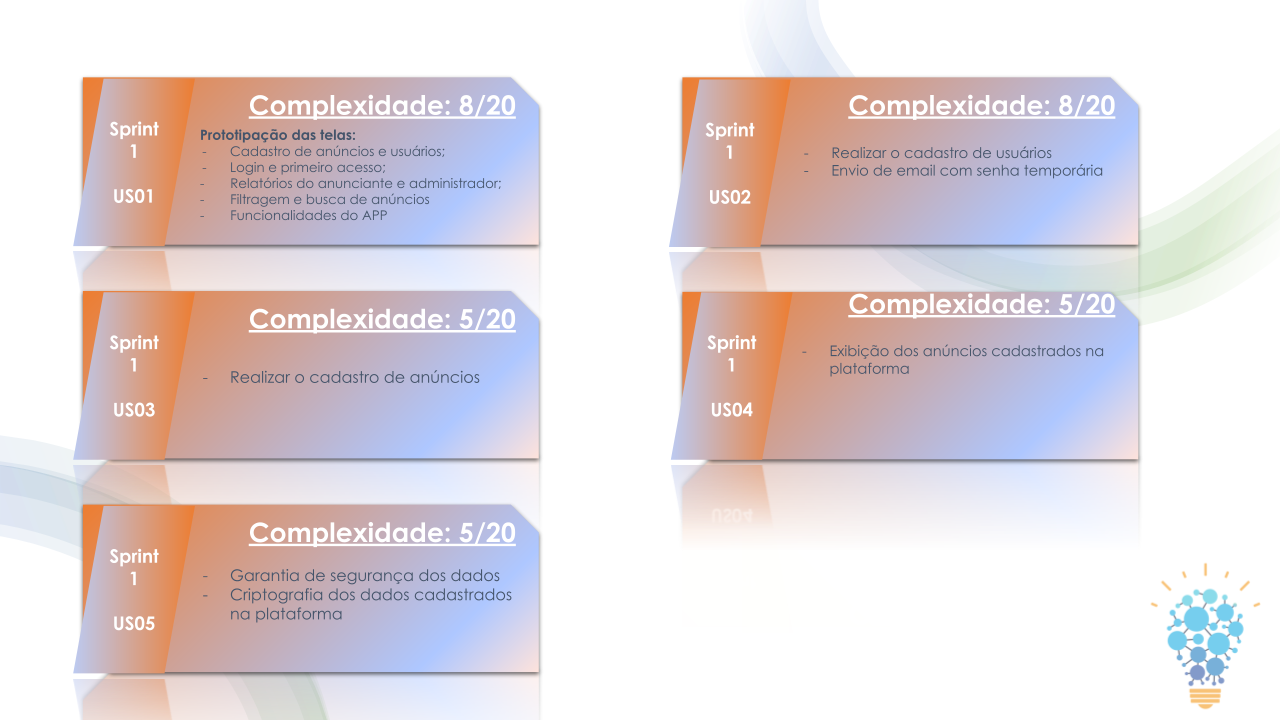 Sprint
1
US01
Complexidade: 8/20
Prototipação das telas:
- Cadastro de anúncios e usuários;
- Login e primeiro acesso;
- Relatórios do anunciante e administrador;
- Filtragem e busca de anúncios
- Funcionalidades do APP
Sprint
1
US02
Complexidade: 8/20
- Realizar o cadastro de usuários
- Envio de email com senha temporária
Sprint
1
US03
Complexidade: 5/20
- Realizar o cadastro de anúncios
Sprint
1
US04
Complexidade: 5/20
- Exibição dos anúncios cadastrados na
plataforma
Sprint
1
US05
Complexidade: 5/20
- Garantia de segurança dos dados
- Criptografia dos dados cadastrados
na plataforma